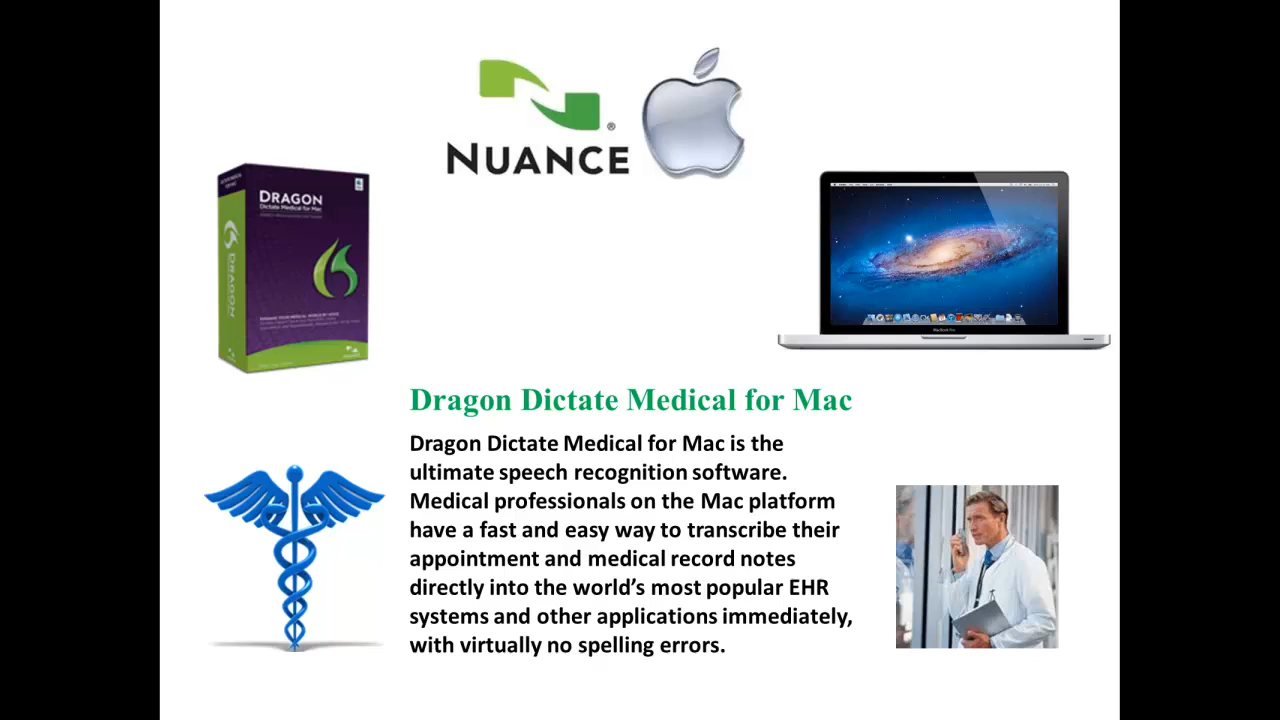 NUANCE
®
DRAGON
Dictate Medical for Mac
DRAGON
MacBook Pro
Dragon Dictate Medical for Mac
Dragon Dictate Medical for Mac is the
ultimate speech recognition software.
Medical professionals on the Mac platform
have a fast and easy way to transcribe their
appointment and medical record notes
directly into the world’s most popular EHR
systems and other applications immediately,
with virtually no spelling errors.